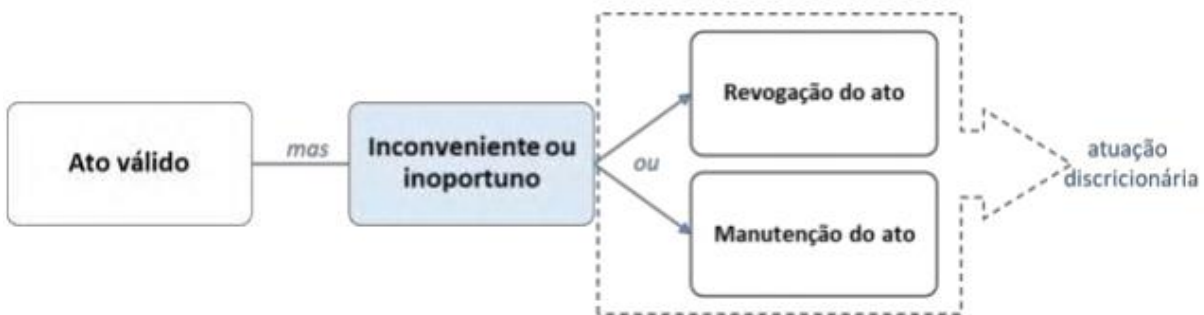 Ato válido
mas
Inconveniente ou
inoportuno
ou
Revogação do ato
Manutenção do ato
atuação
discricionária